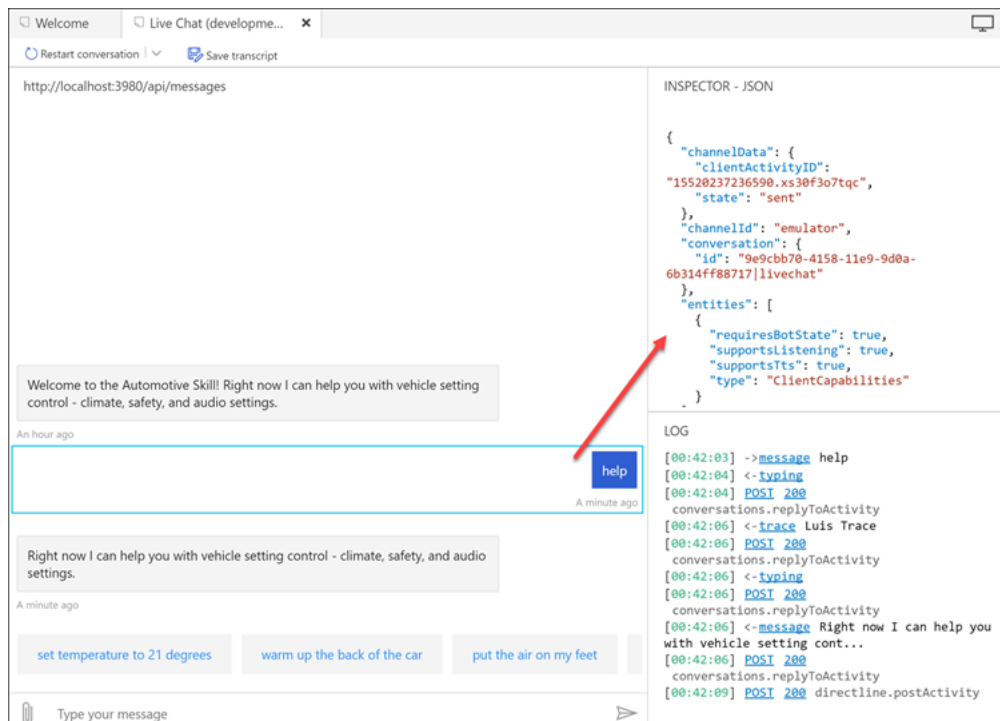 Welcome
Live Chat (developme...
Restart conversation
Save transcript
http://localhost:3980/api/messages
Welcome to the Automotive Skill! Right now I can help you with vehicle setting
control - climate, safety, and audio settings.
An hour ago
help
A minute ago
Right now I can help you with vehicle setting control - climate, safety, and audio
settings.
A minute ago
set temperature to 21 degrees
warm up the back of the car
put the air on my feet
Type your message
INSPECTOR - JSON
{
"channelData": {
"clientActivityID":
"15520237236590.xs30f3o7tqc",
"state": "sent"
},
"channelId": "emulator",
"conversation": {
"id": "9e9cbb70-4158-11e9-9d0a-
6b314ff88717|livechat"
},
"entities": [
{
"requiresBotState": true,
"supportsListening": true,
"supportsTts": true,
"type": "ClientCapabilities"
}
LOG
[00:42:03] ->message help
[00:42:04] <-typing
[00:42:04] POST 200
conversations.replyToActivity
[00:42:06] <-trace Luis Trace
[00:42:06] POST 200
conversations.replyToActivity
[00:42:06] <-typing
[00:42:06] POST 200
conversations.replyToActivity
[00:42:06] <-message Right now I can help you
with vehicle setting cont...
[00:42:06] POST 200
conversations.replyToActivity
[00:42:09] POST 200 directline.postActivity